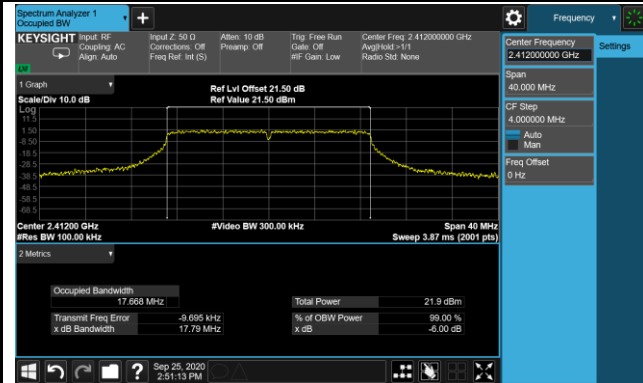 Spectrum Analyzer 1
Occupied BW
Frequency
KEYSIGHT
Input: RF
Coupling: AC
Align: Auto
Input Z: 50 Ω
Corrections: Off
Freq Ref: Int (S)
Atten: 10 dB
Preamp: Off
Trig: Free Run
Gate: Off
#IF Gain: Low
Center Freq: 2.412000000 GHz
Avg|Hold:>1/1
Radio Std: None
Center Frequency
2.412000000 GHz
Settings
Span
40.000 MHz
CF Step
4.000000 MHz
Auto
Man
Freq Offset
0 Hz
1 Graph
Scale/Div 10.0 dB
Ref Lvl Offset 21.50 dB
Ref Value 21.50 dBm
Log
11.5
1.50
-8.50
-18.5
-28.5
-38.5
-48.5
-58.5
-68.5
Center 2.41200 GHz
#Res BW 100.00 kHz
#Video BW 300.00 kHz
Span 40 MHz
Sweep 3.87 ms (2001 pts)
2 Metrics
Occupied Bandwidth
17.668 MHz
Total Power 21.9 dBm
Transmit Freq Error -9.695 kHz
% of OBW Power 99.00 %
x dB Bandwidth 17.79 MHz
x dB -6.00 dB
?
Sep 25, 2020
2:51:13 PM